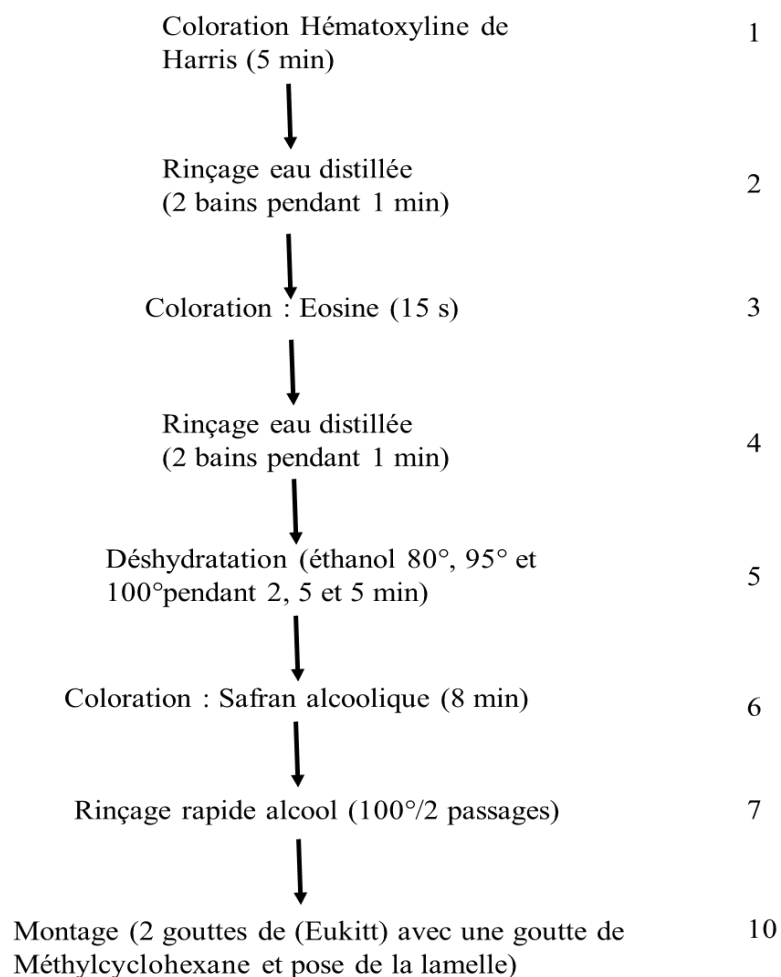 Coloration Hématoxyline de 1
Harris (5 min)
Rinçage eau distillée 2
(2 bains pendant 1 min)
Coloration : Eosine (15 s) 3
Rinçage eau distillée 4
(2 bains pendant 1 min)
Déshydratation (éthanol 80°, 95° et 5
100°pendant 2, 5 et 5 min)
Coloration : Safran alcoolique (8 min) 6
Rinçage rapide alcool (100°/2 passages) 7
Montage (2 gouttes de (Eukitt) avec une goutte de 10
Méthylcyclohexane et pose de la lamelle)